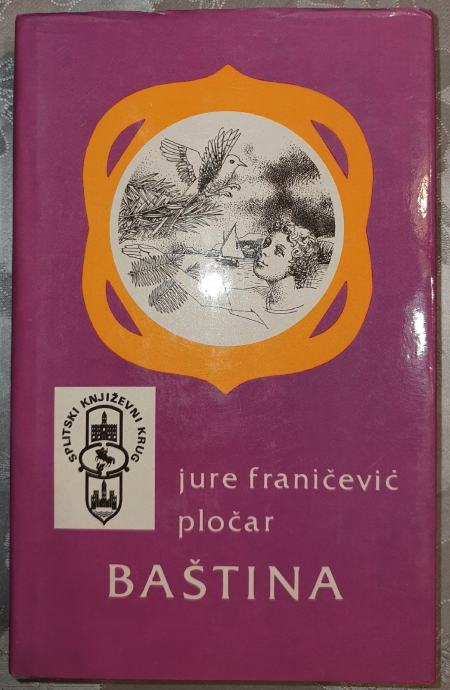 SPLITSKI KNJIŽEVNI KRUG
jure franičević
pločar
BAŠTINA